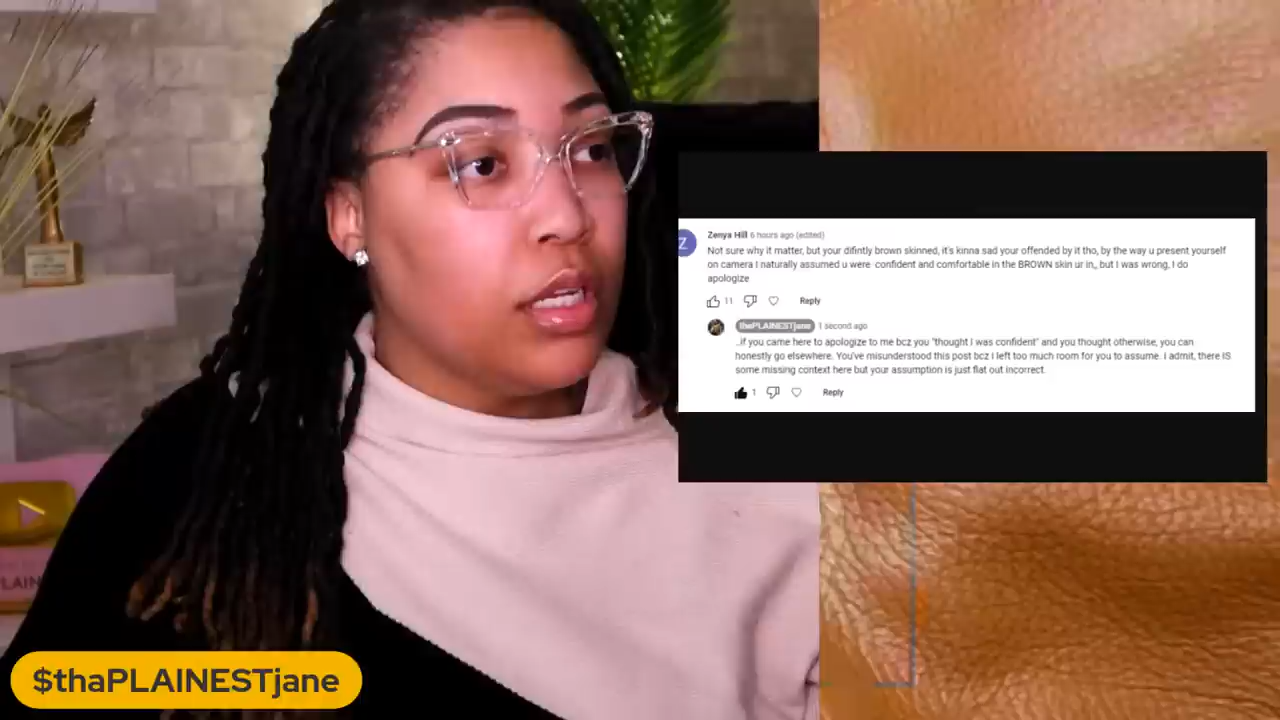 Zenya Hill 6 hours ago (edited)
Not sure why it matter, but your difintly brown skinned, it's kinna sad your offended by it tho, by the way u present yourself
on camera I naturally assumed u were confident and comfortable in the BROWN skin ur in,, but I was wrong, I do
apologize
11 Reply
Z
thaPLAINESTjane 1 second ago
..if you came here to apologize to me bcz you "thought I was confident" and you thought otherwise, you can
honestly go elsewhere. You've misunderstood this post bcz I left too much room for you to assume. I admit, there IS
some missing context here but your assumption is just flat out incorrect.
1 Reply
PLAIN
$thaPLAINESTjane